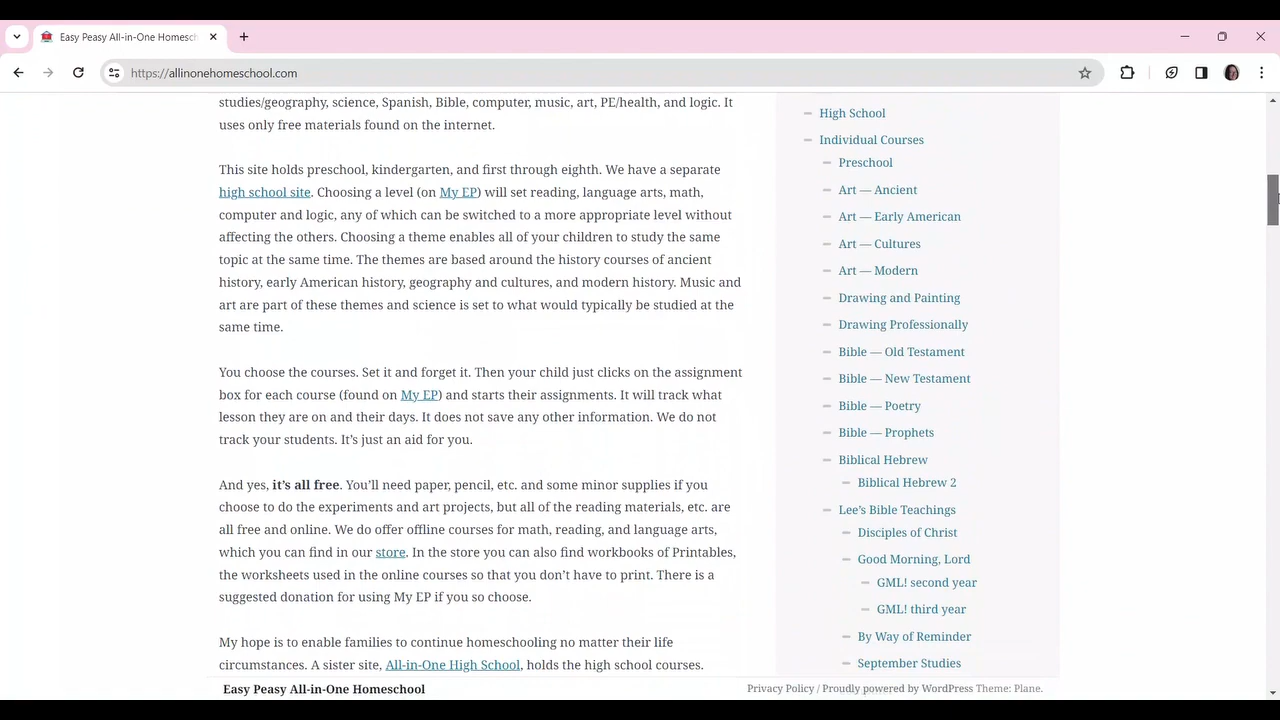 Easy Peasy All-in-One Homesch
https://allinonehomeschool.com
studies/geography, science, Spanish, Bible, computer, music, art, PE/health, and logic. It
uses only free materials found on the internet.
This site holds preschool, kindergarten, and first through eighth. We have a separate
high school site. Choosing a level (on My EP) will set reading, language arts, math,
computer and logic, any of which can be switched to a more appropriate level without
affecting the others. Choosing a theme enables all of your children to study the same
topic at the same time. The themes are based around the history courses of ancient
history, early American history, geography and cultures, and modern history. Music and
art are part of these themes and science is set to what would typically be studied at the
same time.
You choose the courses. Set it and forget it. Then your child just clicks on the assignment
box for each course (found on My EP) and starts their assignments. It will track what
lesson they are on and their days. It does not save any other information. We do not
track your students. It’s just an aid for you.
And yes, it’s all free. You’ll need paper, pencil, etc. and some minor supplies if you
choose to do the experiments and art projects, but all of the reading materials, etc. are
all free and online. We do offer offline courses for math, reading, and language arts,
which you can find in our store. In the store you can also find workbooks of Printables,
the worksheets used in the online courses so that you don’t have to print. There is a
suggested donation for using My EP if you so choose.
My hope is to enable families to continue homeschooling no matter their life
circumstances. A sister site, All-in-One High School, holds the high school courses.
High School
Individual Courses
Preschool
Art — Ancient
Art — Early American
Art — Cultures
Art — Modern
Drawing and Painting
Drawing Professionally
Bible — Old Testament
Bible — New Testament
Bible — Poetry
Bible — Prophets
Biblical Hebrew
Biblical Hebrew 2
Lee’s Bible Teachings
Disciples of Christ
Good Morning, Lord
GML! second year
GML! third year
By Way of Reminder
September Studies
Easy Peasy All-in-One Homeschool
Privacy Policy / Proudly powered by WordPress Theme: Plane.